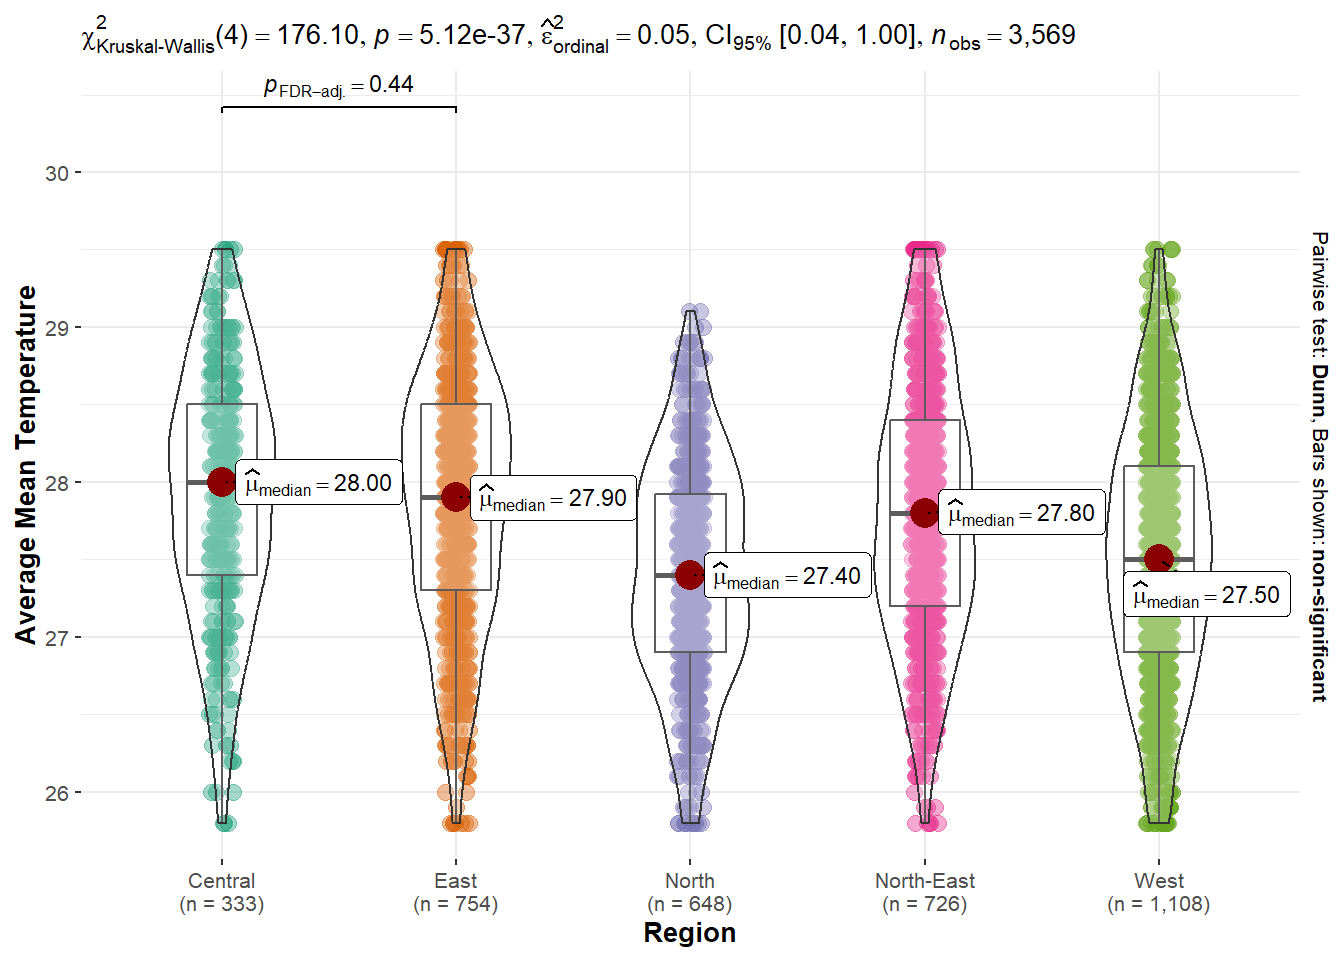 χ²Kruskal-Wallis(4) = 176.10, p = 5.12e-37, ε̂²ordinal = 0.05, CI95% [0.04, 1.00], nobs = 3,569
pFDR–adj. = 0.44
30
29
28
27
26
Average Mean Temperature
μ̂median = 28.00
μ̂median = 27.90
μ̂median = 27.40
μ̂median = 27.80
μ̂median = 27.50
Pairwise test: Dunn, Bars shown: non-significant
Central
(n = 333)
East
(n = 754)
North
(n = 648)
North-East
(n = 726)
West
(n = 1,108)
Region